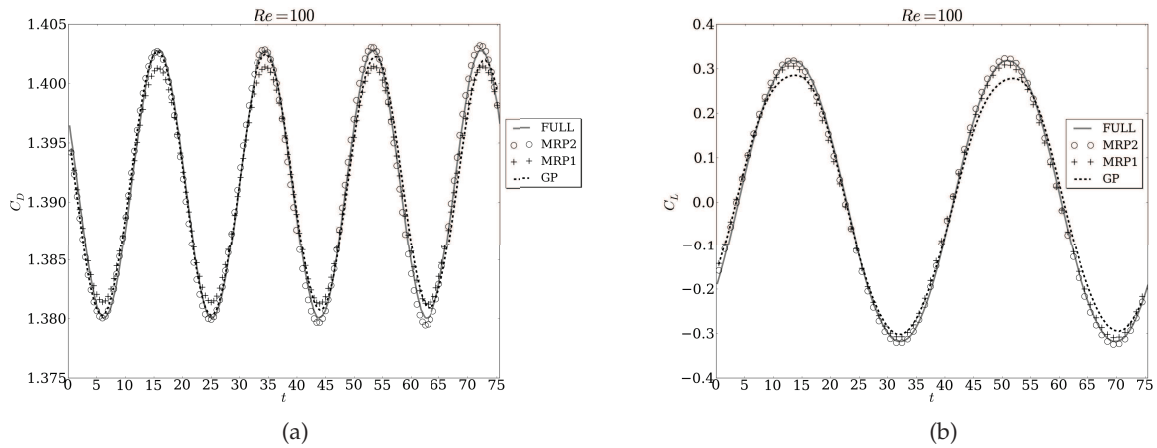 Re=100
1.405
1.400
1.395
1.390
1.385
1.380
1.375
C_D
0 5 10 15 20 25 30 35 40 45 50 55 60 65 70 75
t
FULL
MRP2
MRP1
GP
(a)
Re=100
0.4
0.3
0.2
0.1
0.0
−0.1
−0.2
−0.3
−0.4
C_L
0 5 10 15 20 25 30 35 40 45 50 55 60 65 70 75
t
FULL
MRP2
MRP1
GP
(b)